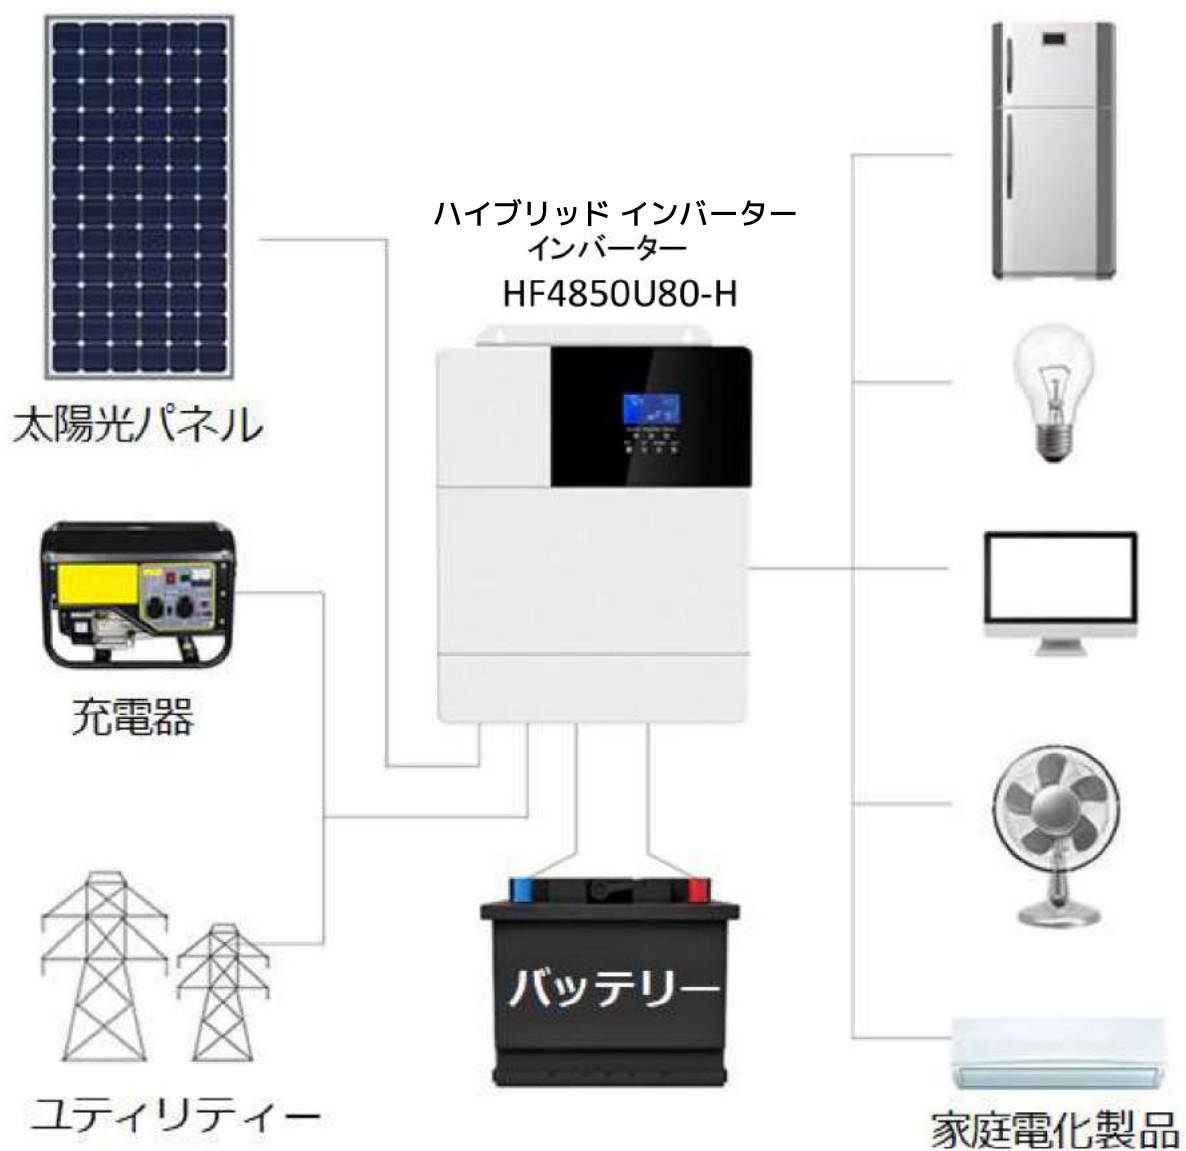 ハイブリッド インバーター
インバーター
HF4850U80-H
太陽光パネル
充電器
バッテリー
ユティリティー
家庭電化製品